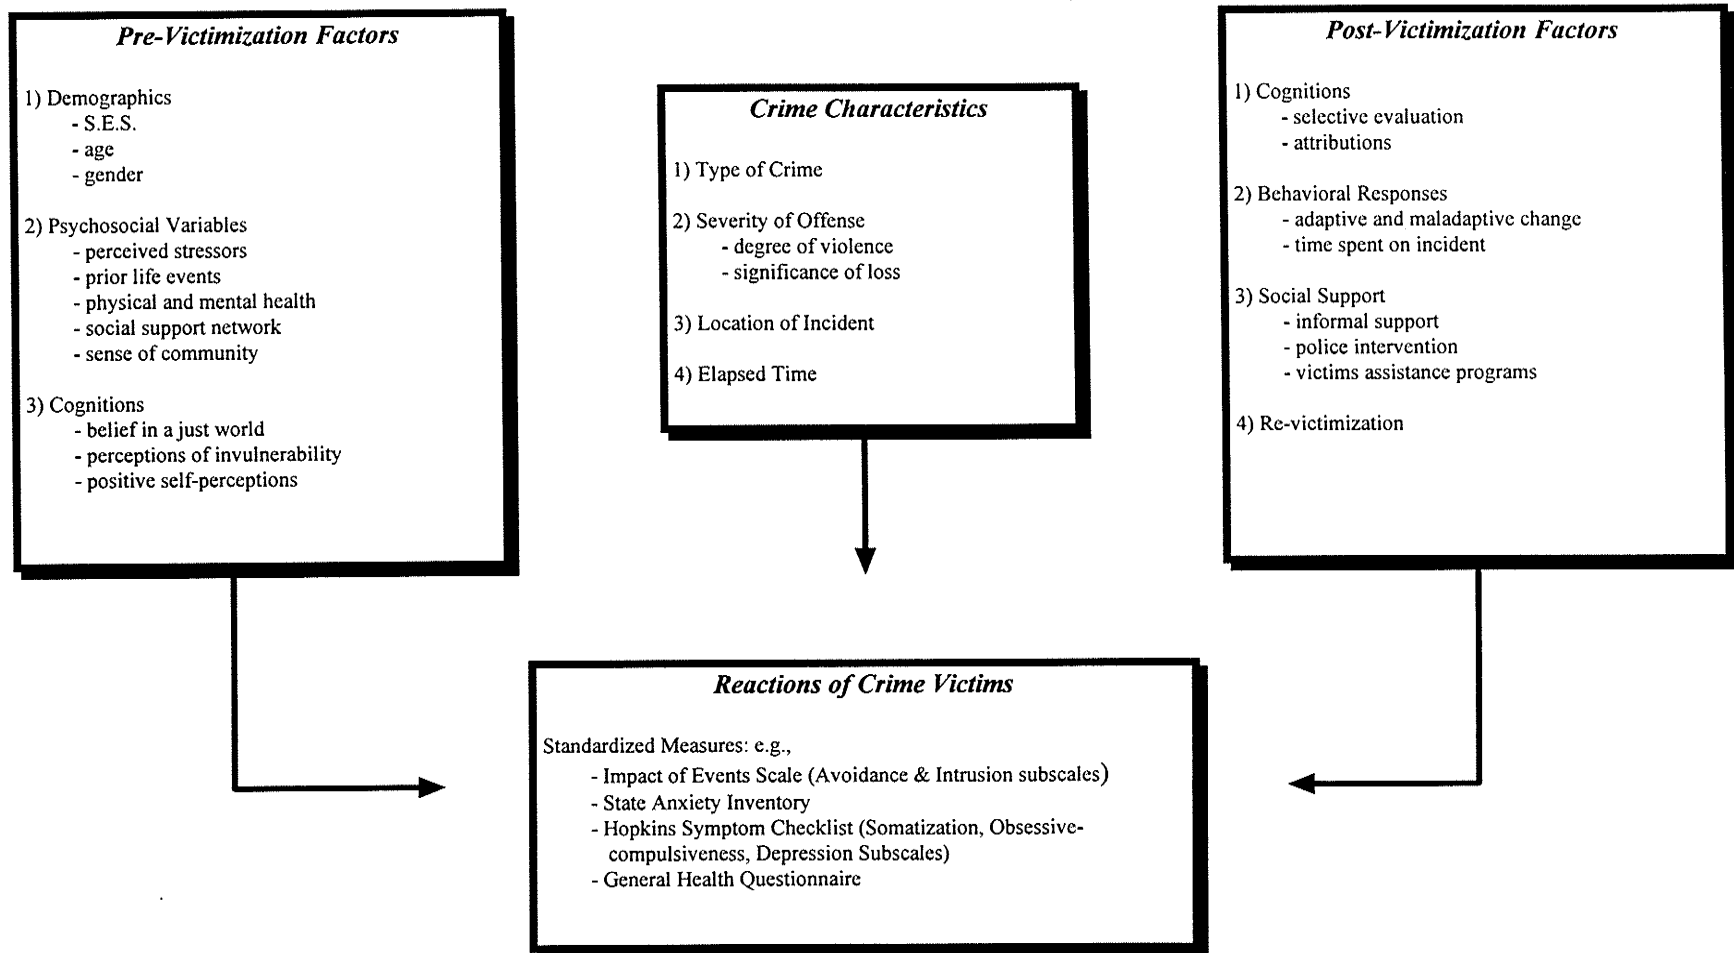 Pre-Victimization Factors
1) Demographics
- S.E.S.
- age
- gender
2) Psychosocial Variables
- perceived stressors
- prior life events
- physical and mental health
- social support network
- sense of community
3) Cognitions
- belief in a just world
- perceptions of invulnerability
- positive self-perceptions
Crime Characteristics
1) Type of Crime
2) Severity of Offense
- degree of violence
- significance of loss
3) Location of Incident
4) Elapsed Time
Post-Victimization Factors
1) Cognitions
- selective evaluation
- attributions
2) Behavioral Responses
- adaptive and maladaptive change
- time spent on incident
3) Social Support
- informal support
- police intervention
- victims assistance programs
4) Re-victimization
Reactions of Crime Victims
Standardized Measures: e.g.,
- Impact of Events Scale (Avoidance & Intrusion subscales)
- State Anxiety Inventory
- Hopkins Symptom Checklist (Somatization, Obsessive-
compulsiveness, Depression Subscales)
- General Health Questionnaire